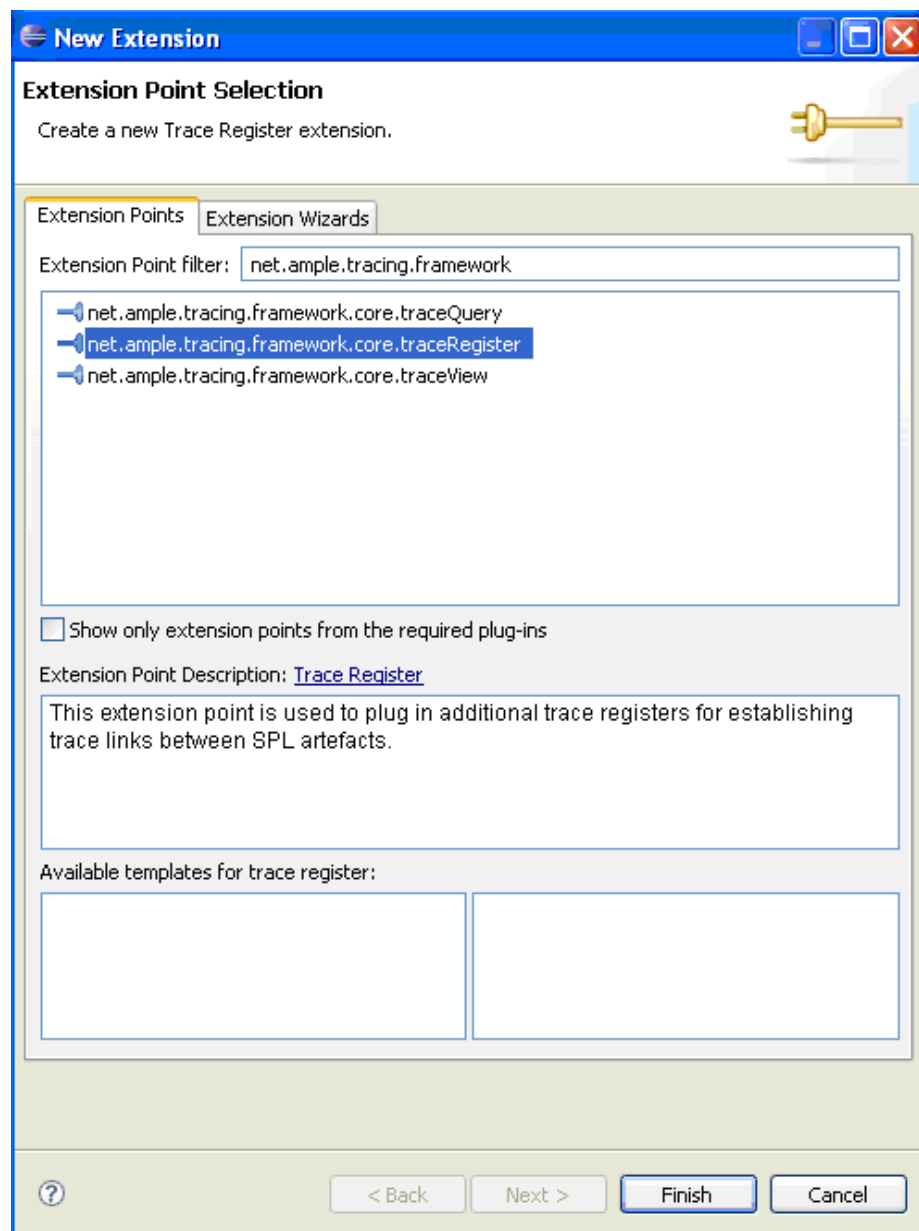 New Extension
Extension Point Selection
Create a new Trace Register extension.
Extension Points Extension Wizards
Extension Point filter: net.ample.tracing.framework
net.ample.tracing.framework.core.traceQuery
net.ample.tracing.framework.core.traceRegister
net.ample.tracing.framework.core.traceView
Show only extension points from the required plug-ins
Extension Point Description: Trace Register
This extension point is used to plug in additional trace registers for establishing
trace links between SPL artefacts.
Available templates for trace register:
? < Back Next > Finish Cancel